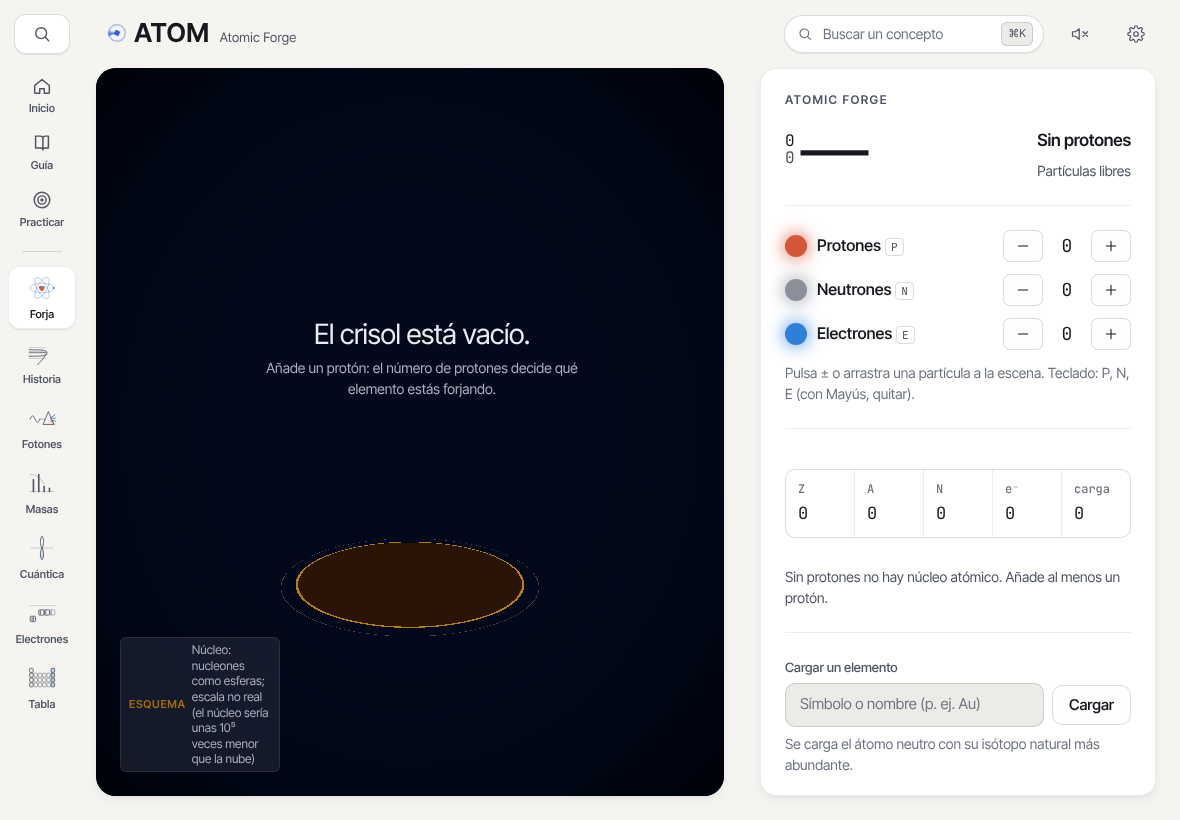 ATOM Atomic Forge
Buscar un concepto ⌘K
Inicio
Guía
Practicar
Forja
Historia
Fotones
Masas
Cuántica
Electrones
Tabla
El crisol está vacío.
Añade un protón: el número de protones decide qué
elemento estás forjando.
ESQUEMA
Núcleo:
nucleones
como esferas;
escala no real
(el núcleo sería
unas 10⁵
veces menor
que la nube)
ATOMIC FORGE
0
0
Sin protones
Partículas libres
Protones P − 0 +
Neutrones N − 0 +
Electrones E − 0 +
Pulsa ± o arrastra una partícula a la escena. Teclado: P, N,
E (con Mayús, quitar).
Z A N e⁻ carga
0 0 0 0 0
Sin protones no hay núcleo atómico. Añade al menos un
protón.
Cargar un elemento
Símbolo o nombre (p. ej. Au) Cargar
Se carga el átomo neutro con su isótopo natural más
abundante.